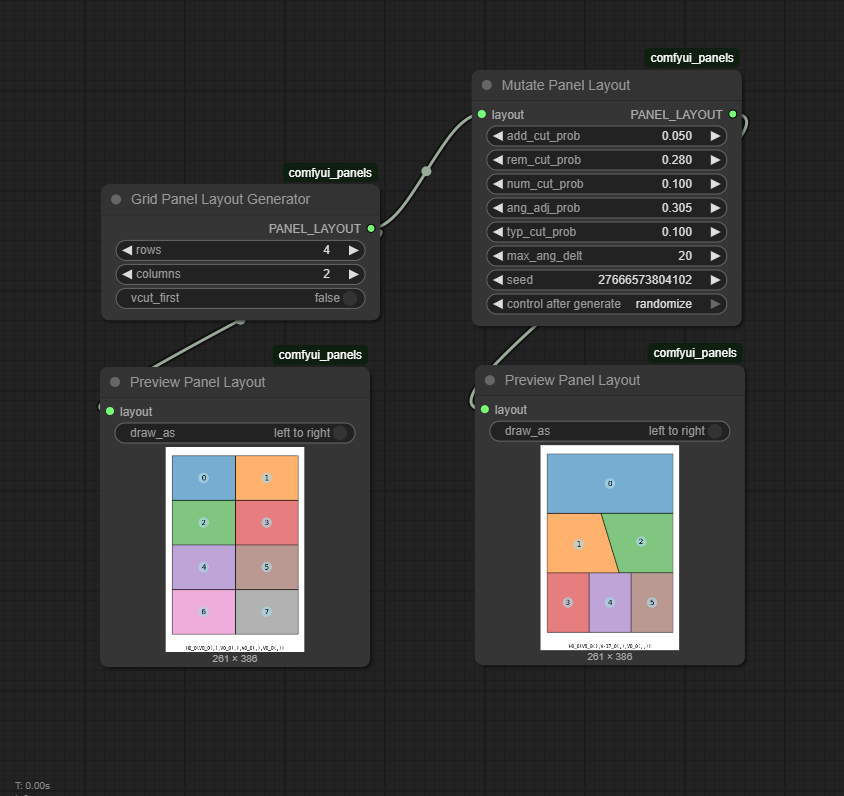 comfyui_panels
Mutate Panel Layout
layout PANEL_LAYOUT
add_cut_prob 0.050
rem_cut_prob 0.280
num_cut_prob 0.100
ang_adj_prob 0.305
typ_cut_prob 0.100
max_ang_delt 20
seed 27666573804102
control after generate randomize
comfyui_panels
Grid Panel Layout Generator
PANEL_LAYOUT
rows 4
columns 2
vcut_first false
comfyui_panels
Preview Panel Layout
layout
draw_as left to right
0 1
2 3
4 5
6 7
261 × 386
comfyui_panels
Preview Panel Layout
layout
draw_as left to right
0
1 2
3 4 5
261 × 386
T: 0.00s